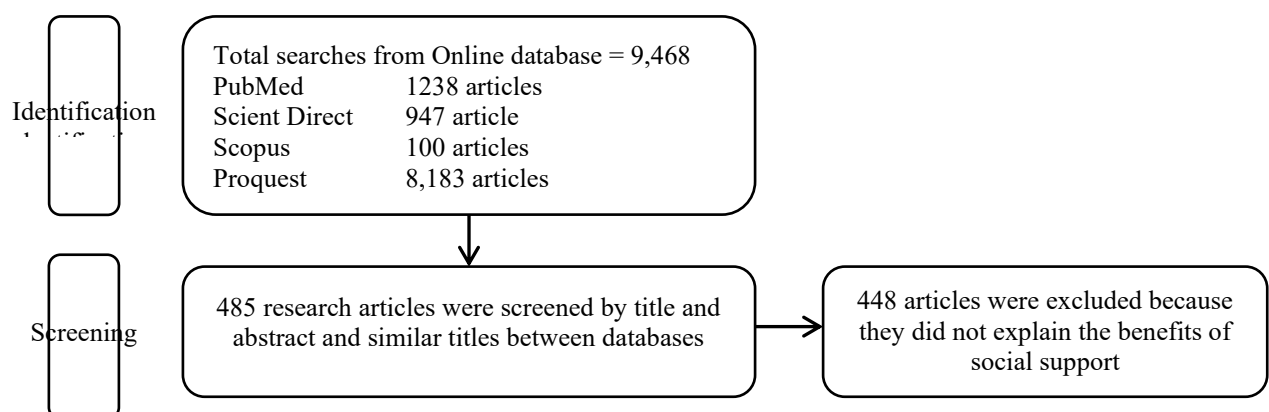 Identification
Total searches from Online database = 9,468
PubMed 1238 articles
Scient Direct 947 article
Scopus 100 articles
Proquest 8,183 articles
Screening
485 research articles were screened by title and
abstract and similar titles between databases
448 articles were excluded because
they did not explain the benefits of
social support